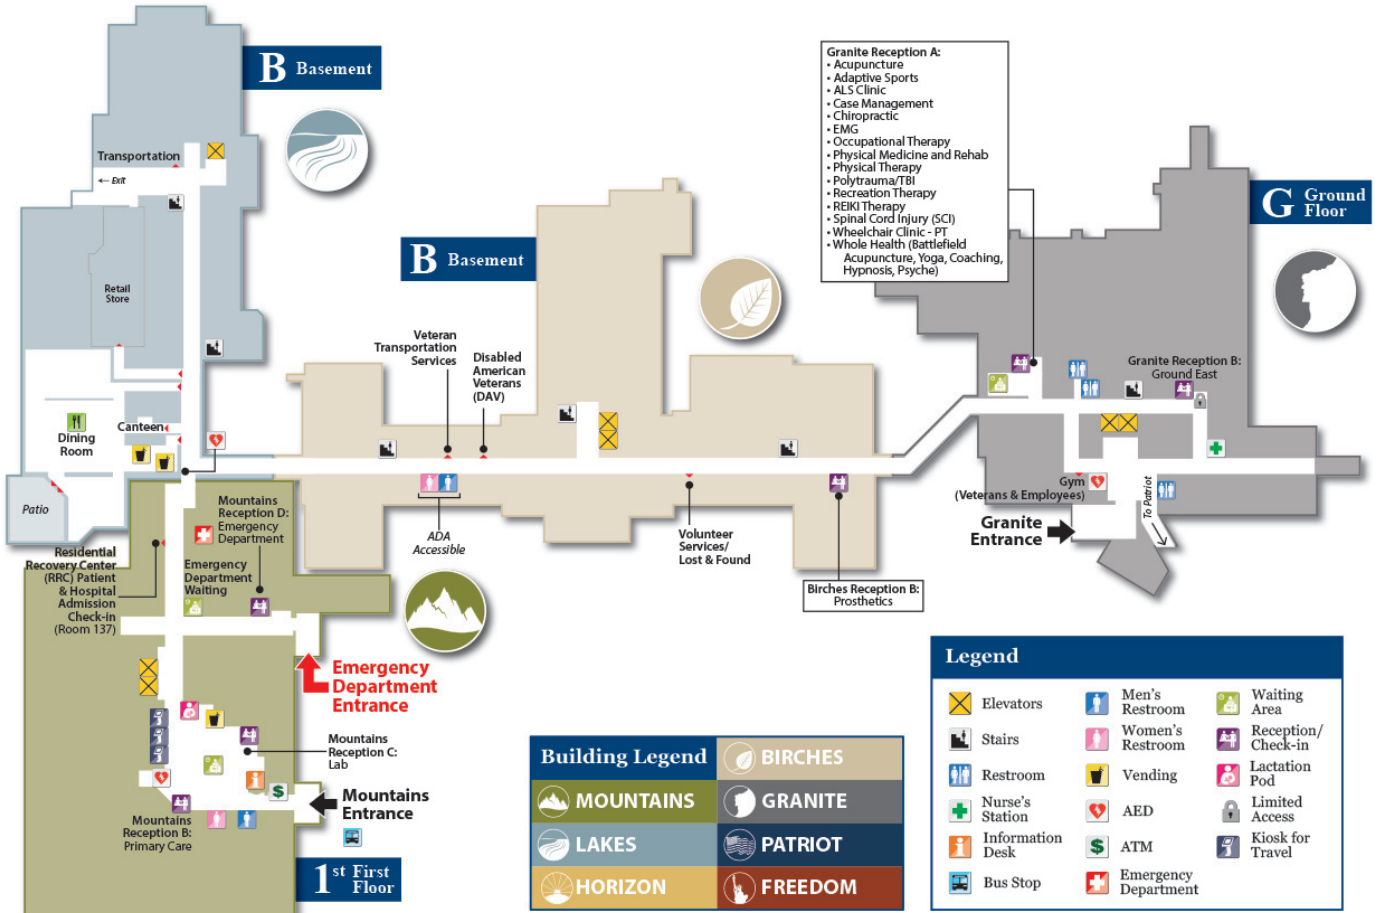 B Basement
Transportation
← Exit
Retail
Store
Canteen
Dining
Room
Patio
B Basement
Veteran
Transportation
Services
Disabled
American
Veterans
(DAV)
ADA
Accessible
Volunteer
Services/
Lost & Found
Birches Reception B:
Prosthetics
Granite Reception A:
• Acupuncture
• Adaptive Sports
• ALS Clinic
• Case Management
• Chiropractic
• EMG
• Occupational Therapy
• Physical Medicine and Rehab
• Physical Therapy
• Polytrauma/TBI
• Recreation Therapy
• REIKI Therapy
• Spinal Cord Injury (SCI)
• Wheelchair Clinic - PT
• Whole Health (Battlefield
Acupuncture, Yoga, Coaching,
Hypnosis, Psyche)
G Ground
Floor
Granite Reception B:
Ground East
Gym
(Veterans & Employees)
To Patriot
Granite
Entrance
Mountains
Reception D:
Emergency
Department
Emergency
Department
Waiting
Residential
Recovery Center
(RRC) Patient
& Hospital
Admission
Check-in
(Room 137)
Emergency
Department
Entrance
Mountains
Reception C:
Lab
Mountains
Entrance
Mountains
Reception B:
Primary Care
1st First
Floor
Building Legend
BIRCHES
MOUNTAINS
GRANITE
LAKES
PATRIOT
HORIZON
FREEDOM
Legend
Elevators
Stairs
Restroom
Nurse's
Station
Information
Desk
Bus Stop
Men's
Restroom
Women's
Restroom
Vending
AED
$ ATM
Emergency
Department
Waiting
Area
Reception/
Check-in
Lactation
Pod
Limited
Access
Kiosk for
Travel